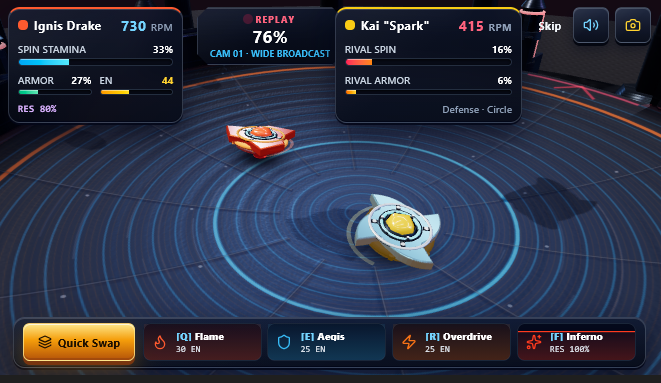 Ignis Drake 730 RPM
SPIN STAMINA 33%
ARMOR 27% EN 44
RES 80%
REPLAY
76%
CAM 01 · WIDE BROADCAST
Kai "Spark" 415 RPM
RIVAL SPIN 16%
RIVAL ARMOR 6%
Defense · Circle
Skip
Quick Swap
[Q] Flame
30 EN
[E] Aegis
25 EN
[R] Overdrive
25 EN
[F] Inferno
RES 100%